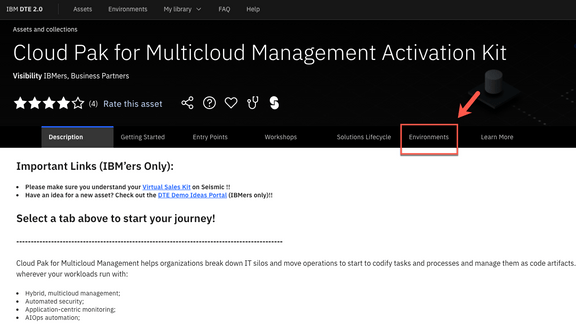 IBM DTE 2.0 Assets Environments My library FAQ Help
Assets and collections
Cloud Pak for Multicloud Management Activation Kit
Visibility IBMers, Business Partners
(4) Rate this asset
Description Getting Started Entry Points Workshops Solutions Lifecycle Environments Learn More
Important Links (IBM'ers Only):
• Please make sure you understand your Virtual Sales Kit on Seismic !!
• Have an idea for a new asset? Check out the DTE Demo Ideas Portal (IBMers only)!!
Select a tab above to start your journey!
--------------------------------------------------------------------------------------------
Cloud Pak for Multicloud Management helps organizations break down IT silos and move operations to start to codify tasks and processes and manage them as code artifacts.
wherever your workloads run with:
• Hybrid, multicloud management;
• Automated security;
• Application-centric monitoring;
• AIOps automation;